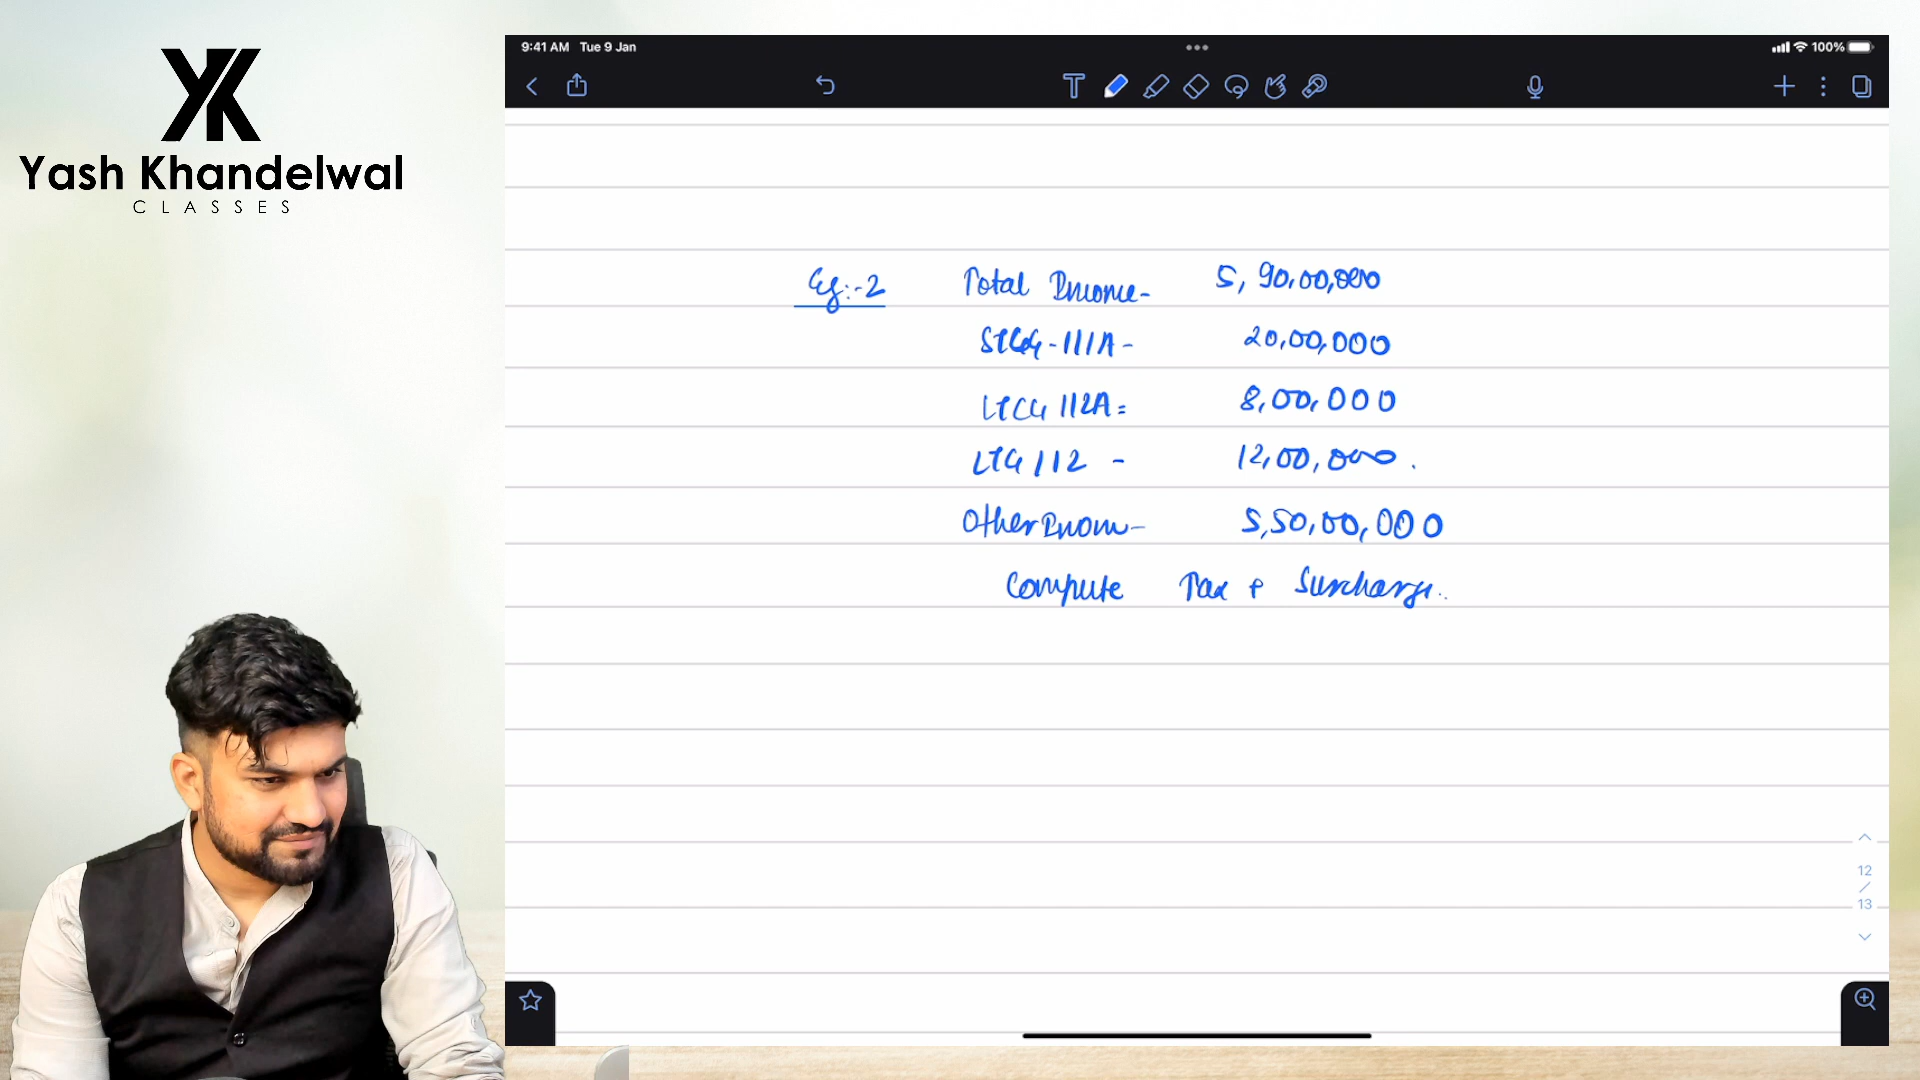 YK
Yash Khandelwal
CLASSES
9:41 AM Tue 9 Jan
100%
Eg:-2 Total Income- 5,90,00,000
STCG-111A- 20,00,000
LTCG 112A= 8,00,000
LTCG 112 - 12,00,000.
Other Income- 5,50,00,000
Compute Tax + Surcharge..
12
/
13